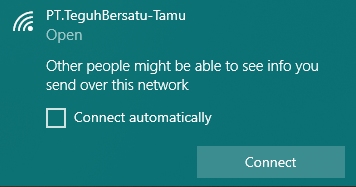 PT.TeguhBersatu-Tamu
Open
Other people might be able to see info you
send over this network
Connect automatically
Connect